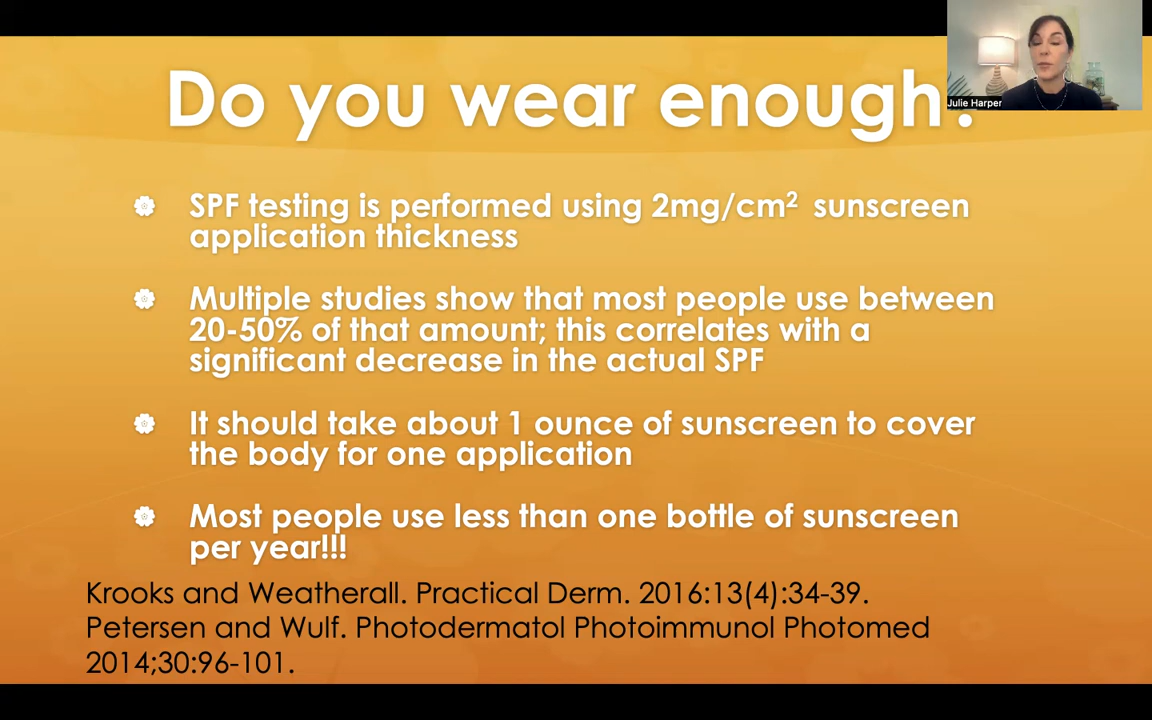 Do you wear enough?
Julie Harper
SPF testing is performed using 2mg/cm² sunscreen
application thickness
Multiple studies show that most people use between
20-50% of that amount; this correlates with a
significant decrease in the actual SPF
It should take about 1 ounce of sunscreen to cover
the body for one application
Most people use less than one bottle of sunscreen
per year!!!
Krooks and Weatherall. Practical Derm. 2016:13(4):34-39.
Petersen and Wulf. Photodermatol Photoimmunol Photomed
2014;30:96-101.